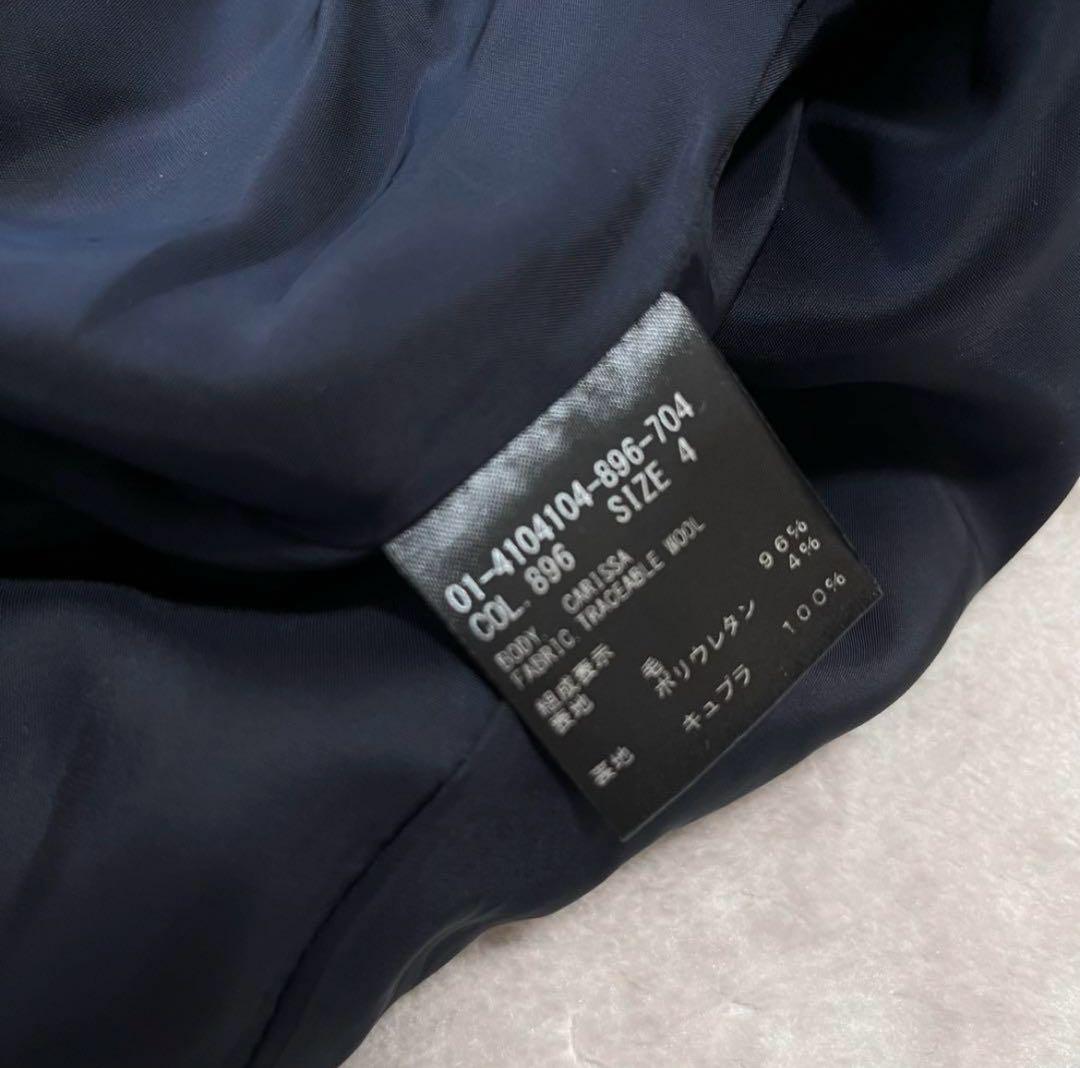 01-4104104-896-704
COL. 896 SIZE 4
BODY. CARISSA
FABRIC. TRACEABLE WOOL
組成表示
表地 毛 96%
ポリウレタン 4%
裏地 キュプラ 100%